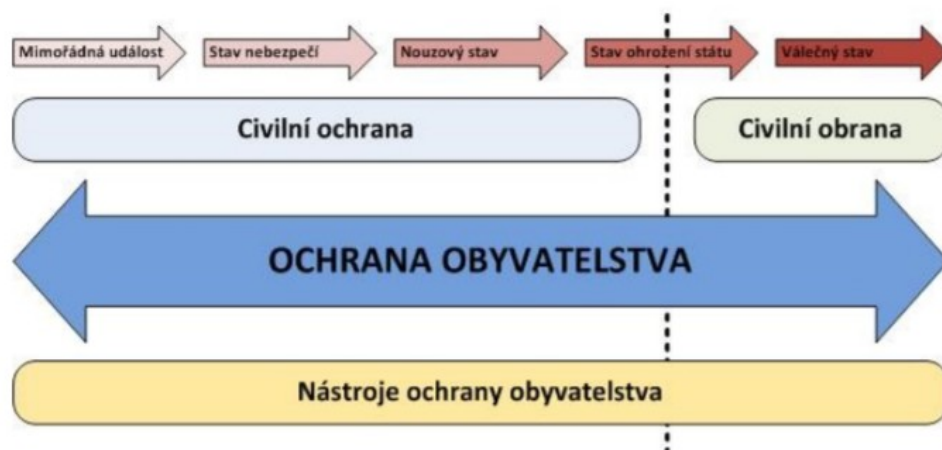 Mimořádná událost
Stav nebezpečí
Nouzový stav
Stav ohrožení státu
Válečný stav
Civilní ochrana
Civilní obrana
OCHRANA OBYVATELSTVA
Nástroje ochrany obyvatelstva